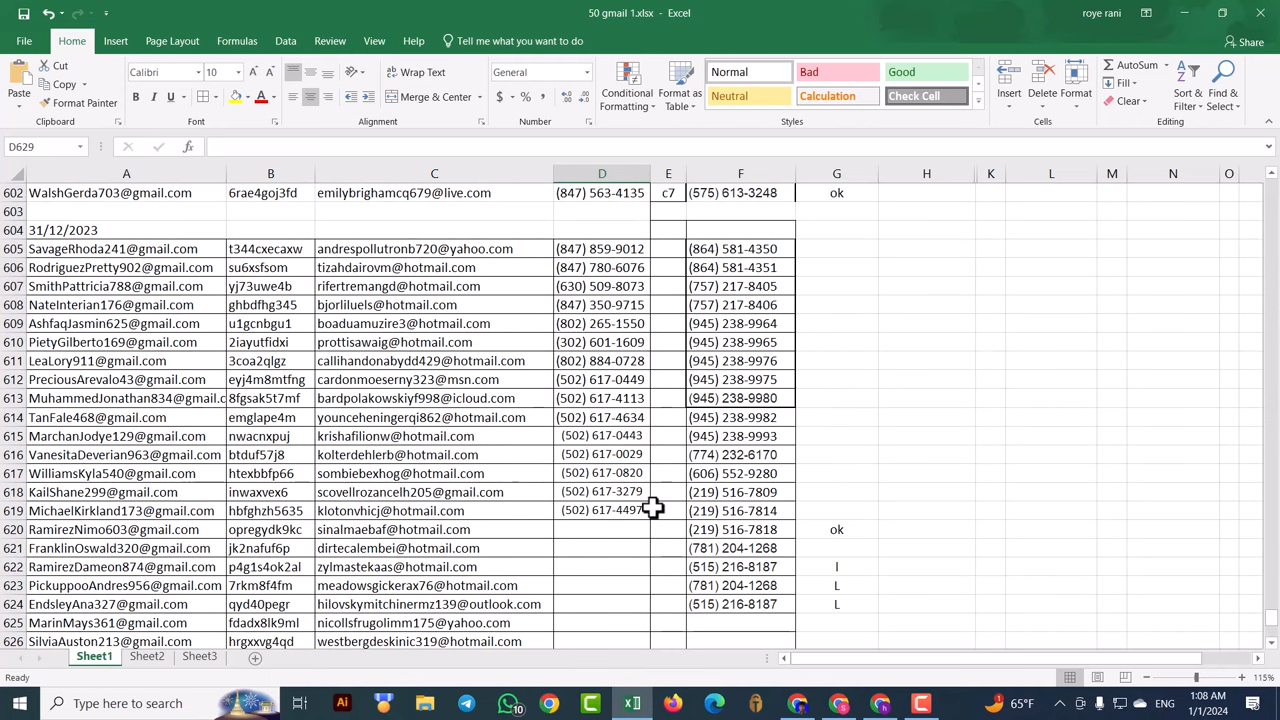 50 gmail 1.xlsx - Excel
roye rani
File Home Insert Page Layout Formulas Data Review View Help Tell me what you want to do Share
Paste Cut Copy Format Painter Clipboard
Calibri 10 B I U Font
Wrap Text Merge & Center Alignment
General $ % , Number
Conditional Formatting Format as Table
Normal Bad Good
Neutral Calculation Check Cell
Styles
Insert Delete Format Cells
AutoSum Fill Clear Sort & Filter Find & Select Editing
D629 fx
A B C D E F G H K L M N O
602 WalshGerda703@gmail.com 6rae4goj3fd emilybrighamcq679@live.com (847) 563-4135 c7 (575) 613-3248 ok
603
604 31/12/2023
605 SavageRhoda241@gmail.com t344cxecaxw andrespollutronb720@yahoo.com (847) 859-9012 (864) 581-4350
606 RodriguezPretty902@gmail.com su6xsfsom tizahdairovm@hotmail.com (847) 780-6076 (864) 581-4351
607 SmithPattricia788@gmail.com yj73uwe4b rifertremangd@hotmail.com (630) 509-8073 (757) 217-8405
608 NateInterian176@gmail.com ghbdfhg345 bjorliluels@hotmail.com (847) 350-9715 (757) 217-8406
609 AshfaqJasmin625@gmail.com u1gcnbgu1 boaduamuzire3@hotmail.com (802) 265-1550 (945) 238-9964
610 PietyGilberto169@gmail.com 2iayutfidxi prottisawaig@hotmail.com (302) 601-1609 (945) 238-9965
611 LeaLory911@gmail.com 3coa2qlgz callihandonabydd429@hotmail.com (802) 884-0728 (945) 238-9976
612 PreciousArevalo43@gmail.com eyj4m8mtfng cardonmoeserny323@msn.com (502) 617-0449 (945) 238-9975
613 MuhammedJonathan834@gmail.c 8fgsak5t7mf bardpolakowskiyf998@icloud.com (502) 617-4113 (945) 238-9980
614 TanFale468@gmail.com emglape4m younceheningerqi862@hotmail.com (502) 617-4634 (945) 238-9982
615 MarchanJodye129@gmail.com nwacnxpuj krishafilionw@hotmail.com (502) 617-0443 (945) 238-9993
616 VanesitaDeweni963@gmail.com btduf57j8 kolterdehlerb@hotmail.com (502) 617-0029 (774) 232-6170
617 WilliamsKyla540@gmail.com htexbbfp66 sombiebexhog@hotmail.com (502) 617-0820 (606) 552-9280
618 KailShane299@gmail.com inwaxvex6 scovellrozancelh205@gmail.com (502) 617-3279 (219) 516-7809
619 MichaelKirkland173@gmail.com hbfghzh5635 klotonvhicj@hotmail.com (502) 617-4497 (219) 516-7814
620 RamirezNimo603@gmail.com opregydk9kc sinalmaebaf@hotmail.com (219) 516-7818 ok
621 FranklinOswald320@gmail.com jk2nafuf6p dirtecalembei@hotmail.com (781) 204-1268
622 RamirezDameon874@gmail.com p4g1s4ok2al zylmastekaas@hotmail.com (515) 216-8187 l
623 PickuppooAndres956@gmail.com 7rkm8f4fm meadowsgickerax76@hotmail.com (781) 204-1268 L
624 EndsleyAna327@gmail.com qyd40pegr hilovskymitchinermz139@outlook.com (515) 216-8187 L
625 MarinMays361@gmail.com fdadx8lk9ml nicollsfrugolimm175@yahoo.com
626 SilviaAuston213@gmail.com hrgxxvg4qd westbergdeskinic319@hotmail.com
Sheet1 Sheet2 Sheet3
Ready 115%
Type here to search 10 65°F ENG 1:08 AM
1/1/2024